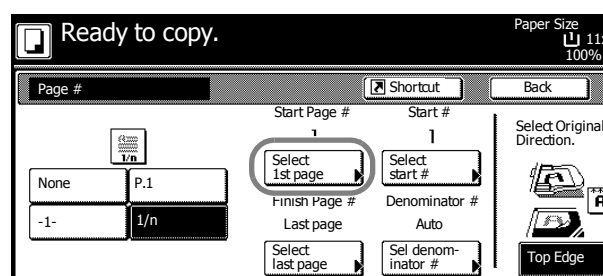 Ready to copy.
Paper Size
11:
100%
Page #
Shortcut
Back
Start Page #
Start #
1
1
Select Original
Direction.
1/n
Select
1st page
Select
start #
None
P.1
Finish Page #
Denominator #
-1-
1/n
Last page
Auto
Select
last page
Sel denom-
inator #
Top Edge
A